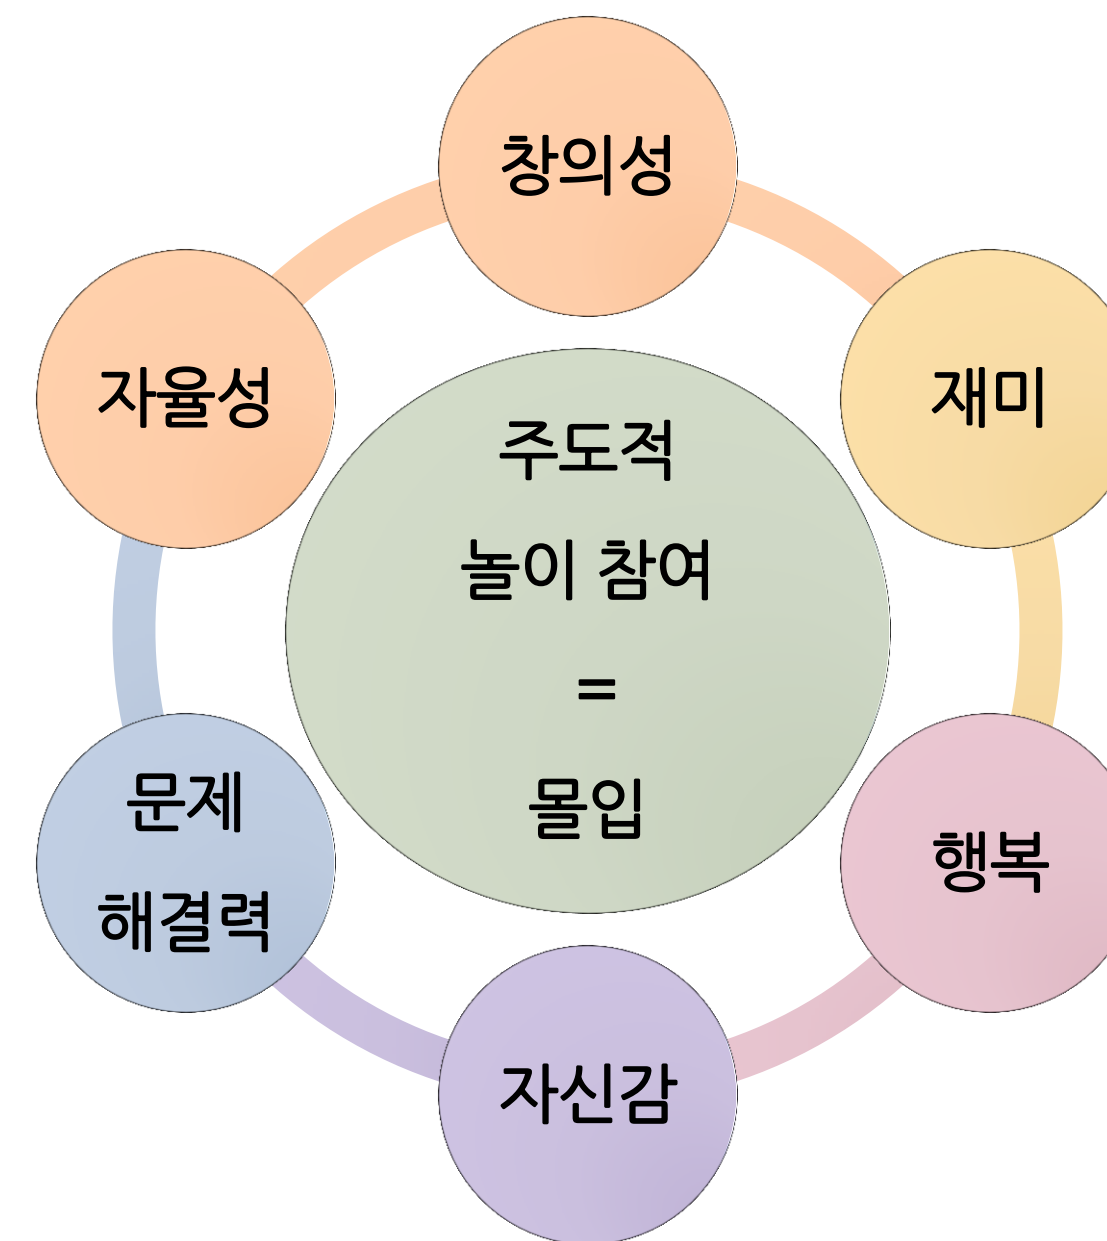 창의성
자율성
재미
주도적
놀이 참여
=
몰입
문제
해결력
행복
자신감